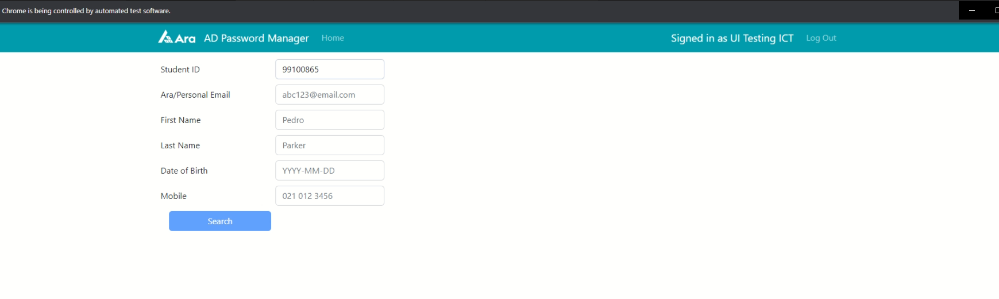 Chrome is being controlled by automated test software.
Ara AD Password Manager Home Signed in as UI Testing ICT Log Out
Student ID 99100865
Ara/Personal Email abc123@email.com
First Name Pedro
Last Name Parker
Date of Birth YYYY-MM-DD
Mobile 021 012 3456
Search